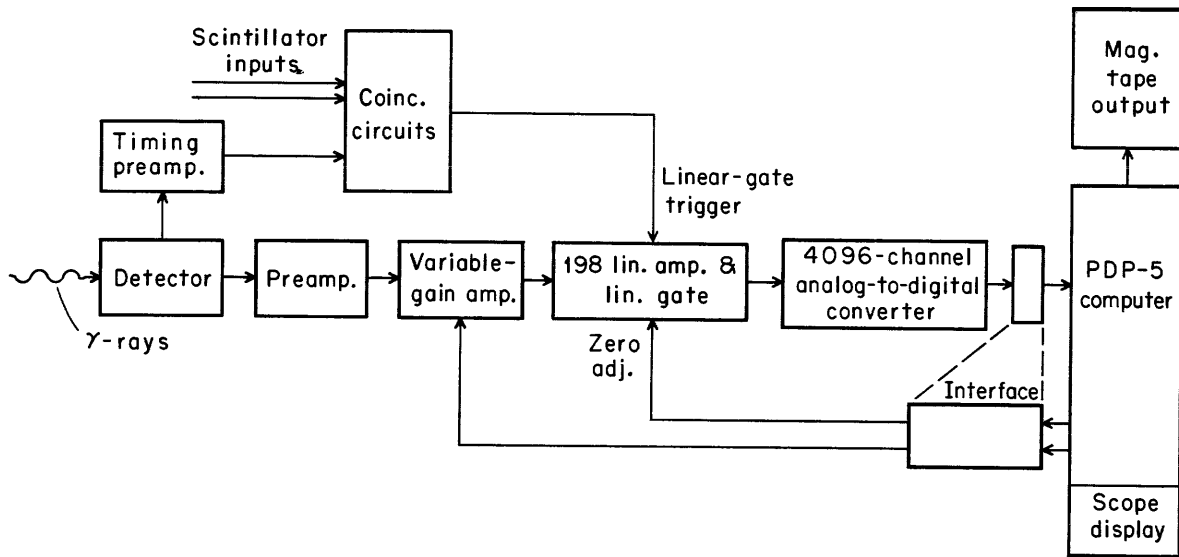 Scintillator
inputs
Coinc.
circuits
Mag.
tape
output
Timing
preamp.
Linear-gate
trigger
Detector
Preamp.
Variable-
gain amp.
198 lin. amp. &
lin. gate
4096-channel
analog-to-digital
converter
PDP-5
computer
γ-rays
Zero
adj.
Interface
Scope
display